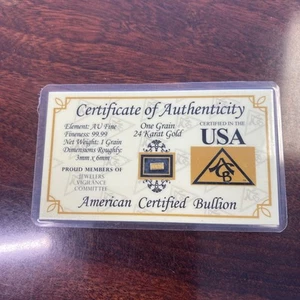 Certificate of Authenticity
Element: AU Fine
Fineness: 99.99
Net Weight: 1 Grain
Dimensions Roughly:
3mm x 6mm
One Grain
24 Karat Gold
CERTIFIED IN THE
USA
PROUD MEMBERS OF
JEWELERS
VIGILANCE
COMMITTEE
ACB
American Certified Bullion